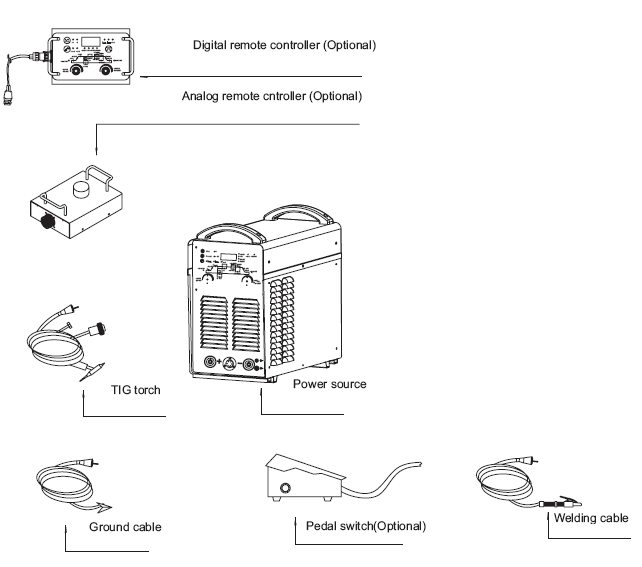 Digital remote controller (Optional)
Analog remote cntroller (Optional)
TIG torch
Power source
Ground cable
Pedal switch(Optional)
Welding cable